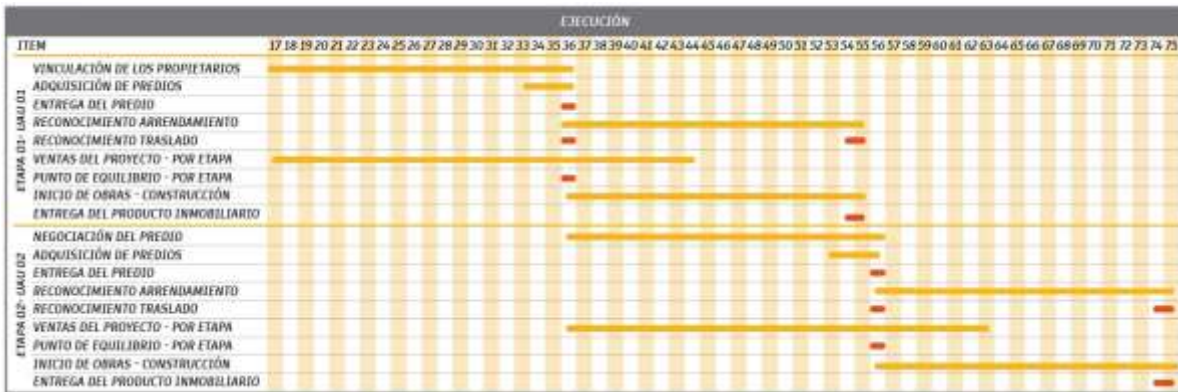 EJECUCIÓN
ITEM 17 18 19 20 21 22 23 24 25 26 27 28 29 30 31 32 33 34 35 36 37 38 39 40 41 42 43 44 45 46 47 48 49 50 51 52 53 54 55 56 57 58 59 60 61 62 63 64 65 66 67 68 69 70 71 72 73 74 75
ETAPA 01- UAU 01
VINCULACIÓN DE LOS PROPIETARIOS
ADQUISICIÓN DE PREDIOS
ENTREGA DEL PREDIO
RECONOCIMIENTO ARRENDAMIENTO
RECONOCIMIENTO TRASLADO
VENTAS DEL PROYECTO - POR ETAPA
PUNTO DE EQUILIBRIO - POR ETAPA
INICIO DE OBRAS - CONSTRUCCIÓN
ENTREGA DEL PRODUCTO INMOBILIARIO
ETAPA 02- UAU 02
NEGOCIACIÓN DEL PREDIO
ADQUISICIÓN DE PREDIOS
ENTREGA DEL PREDIO
RECONOCIMIENTO ARRENDAMIENTO
RECONOCIMIENTO TRASLADO
VENTAS DEL PROYECTO - POR ETAPA
PUNTO DE EQUILIBRIO - POR ETAPA
INICIO DE OBRAS - CONSTRUCCIÓN
ENTREGA DEL PRODUCTO INMOBILIARIO